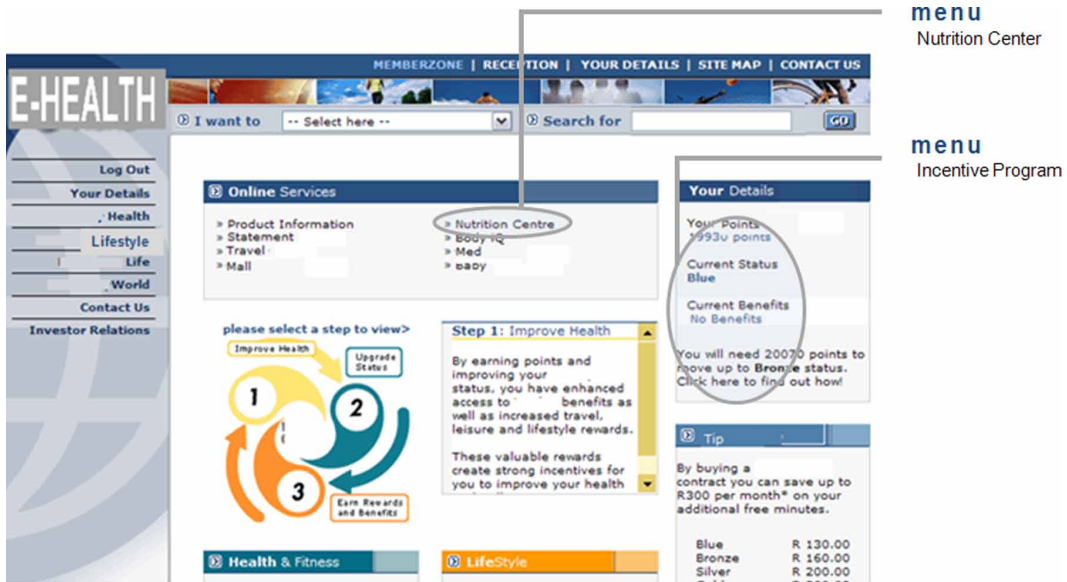 menu
Nutrition Center
MEMBERZONE | RECEPTION | YOUR DETAILS | SITE MAP | CONTACT US
E-HEALTH
I want to
-- Select here --
Search for
GO
menu
Incentive Program
Log Out
Your Details
Health
Lifestyle
Life
World
Contact Us
Investor Relations
Online Services
» Product Information
» Statement
» Travel
» Mall
» Nutrition Centre
» Body IQ
» Med
» Baby
Your Details
Your Points
19930 points
Current Status
Blue
Current Benefits
No Benefits
You will need 20070 points to
move up to Bronze status.
Click here to find out how!
please select a step to view>
Improve Health
Upgrade
Status
1
2
3
Earn Rewards
and Benefits
Step 1: Improve Health
By earning points and
improving your
status, you have enhanced
access to benefits as
well as increased travel,
leisure and lifestyle rewards.
These valuable rewards
create strong incentives for
you to improve your health
Tip
By buying a
contract you can save up to
R300 per month* on your
additional free minutes.
Blue R 130.00
Bronze R 160.00
Silver R 200.00
Health & Fitness
LifeStyle